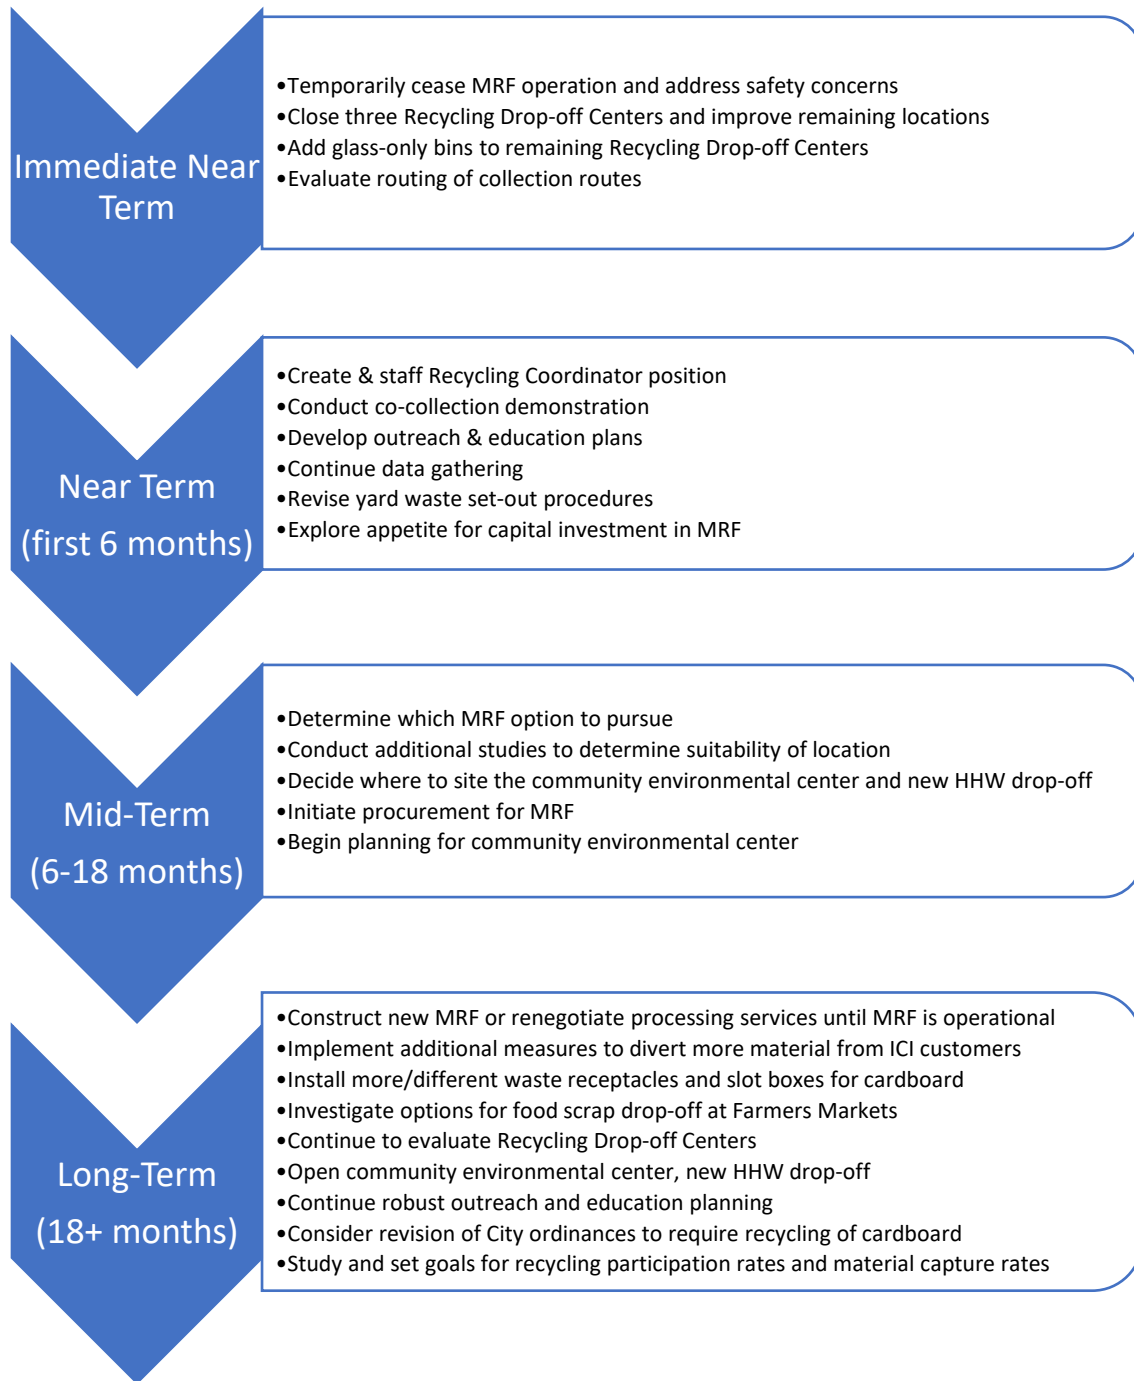 Immediate Near
Term
•Temporarily cease MRF operation and address safety concerns
•Close three Recycling Drop-off Centers and improve remaining locations
•Add glass-only bins to remaining Recycling Drop-off Centers
•Evaluate routing of collection routes
Near Term
(first 6 months)
•Create & staff Recycling Coordinator position
•Conduct co-collection demonstration
•Develop outreach & education plans
•Continue data gathering
•Revise yard waste set-out procedures
•Explore appetite for capital investment in MRF
Mid-Term
(6-18 months)
•Determine which MRF option to pursue
•Conduct additional studies to determine suitability of location
•Decide where to site the community environmental center and new HHW drop-off
•Initiate procurement for MRF
•Begin planning for community environmental center
Long-Term
(18+ months)
•Construct new MRF or renegotiate processing services until MRF is operational
•Implement additional measures to divert more material from ICI customers
•Install more/different waste receptacles and slot boxes for cardboard
•Investigate options for food scrap drop-off at Farmers Markets
•Continue to evaluate Recycling Drop-off Centers
•Open community environmental center, new HHW drop-off
•Continue robust outreach and education planning
•Consider revision of City ordinances to require recycling of cardboard
•Study and set goals for recycling participation rates and material capture rates